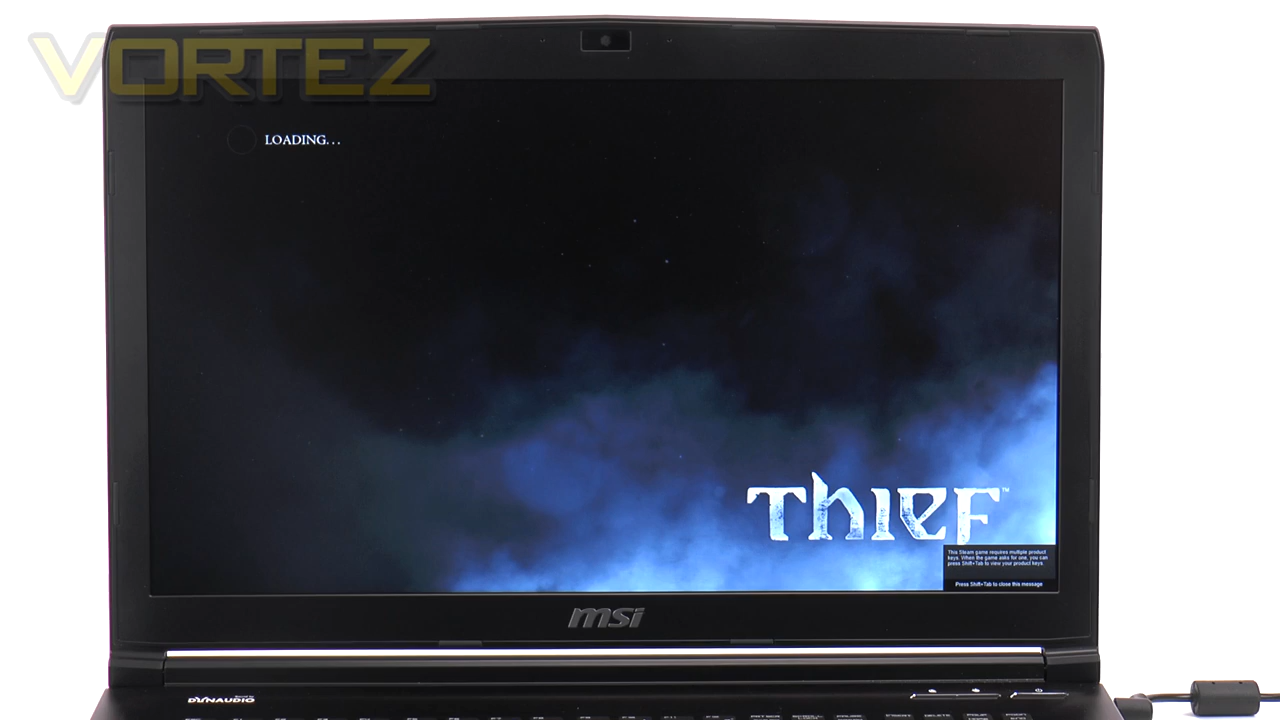 VORTEZ
LOADING...
THIEF™
This Steam game requires multiple product
keys. When the game asks for one, you can
press Shift+Tab to view your product keys.
Press Shift+Tab to close this message
msi
DYNAUDIO